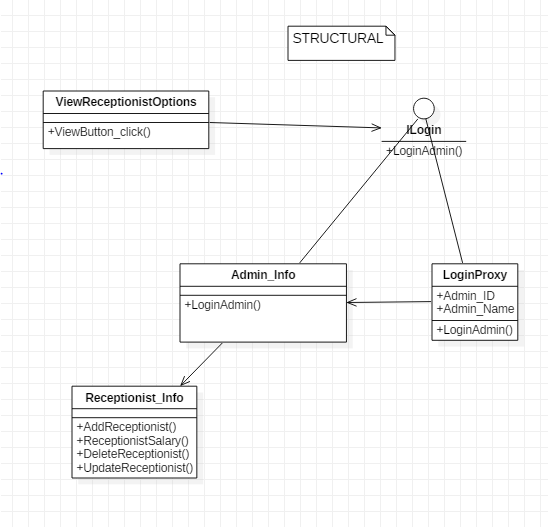 STRUCTURAL
ViewReceptionistOptions
+ViewButton_click()
ILogin
+LoginAdmin()
Admin_Info
+LoginAdmin()
LoginProxy
+Admin_ID
+Admin_Name
+LoginAdmin()
Receptionist_Info
+AddReceptionist()
+ReceptionistSalary()
+DeleteReceptionist()
+UpdateReceptionist()